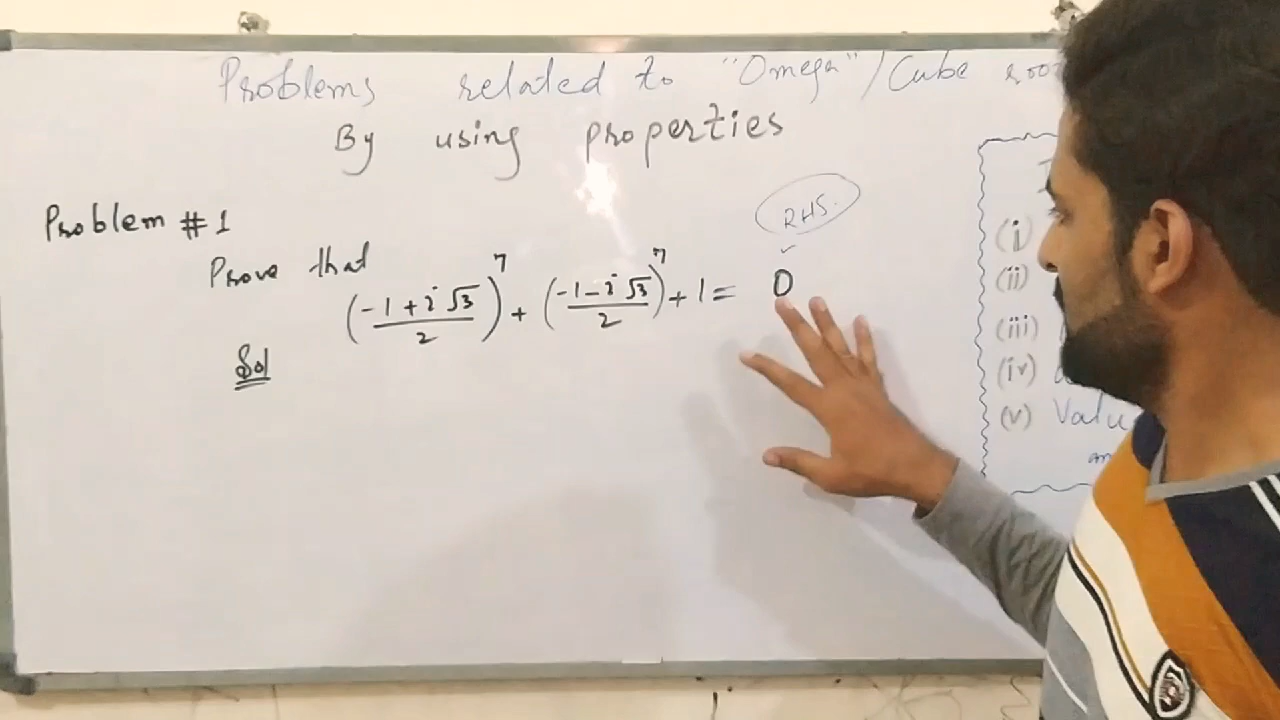 Problems related to "Omega"/Cube
By using properties
Problem #1
RHS.
Prove that
(-1+i√3/2)^7 + (-1-i√3/2)^7 + 1 = 0
Sol
(i)
(ii)
(iii)
(iv)
(v)